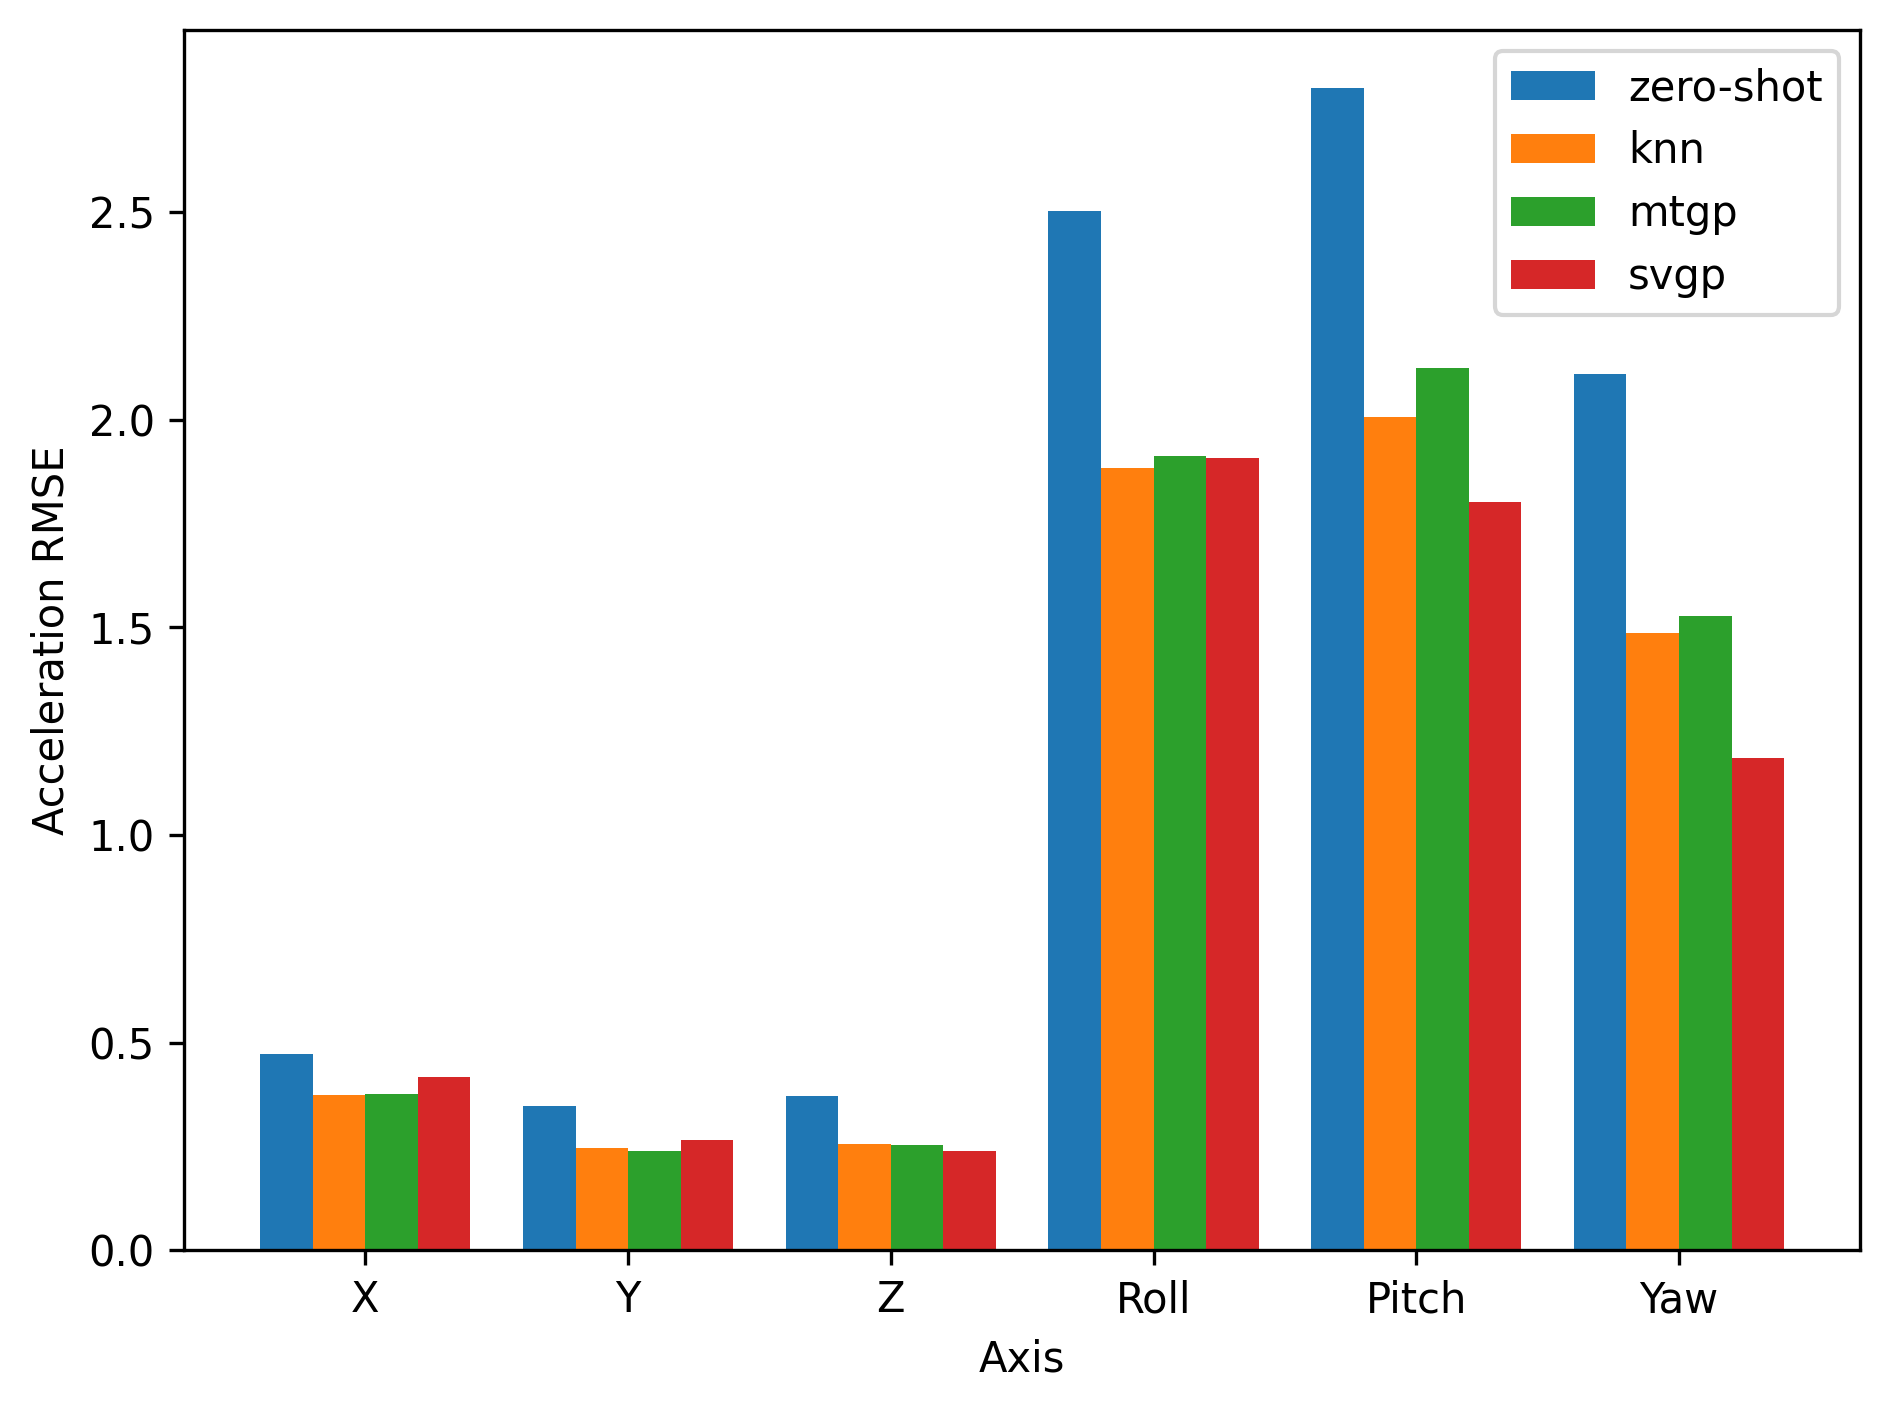 zero-shot
knn
mtgp
svgp
Acceleration RMSE
2.5
2.0
1.5
1.0
0.5
0.0
X Y Z Roll Pitch Yaw
Axis